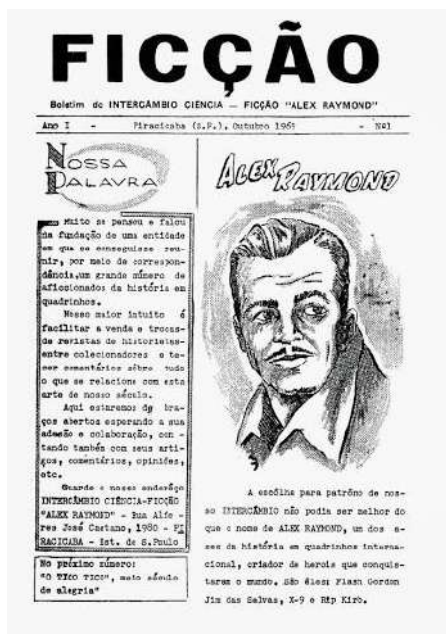 FICÇÃO
Boletim do INTERCÂMBIO CIÊNCIA — FICÇÃO "ALEX RAYMOND"
Ano I - Piracicaba (S.P.), Outubro 1965 - Nº1
NOSSA
PALAVRA
Muito se pensou e falou
da fundação de uma entidade
em que se conseguisse reu-
nir, por meio de correspon-
dência, um grande número de
aficcionados da história em
quadrinhos.
Nosso maior intuito é
facilitar a venda e trocas-
de revistas de historietas-
entre colecionadores e te-
cer comentários sôbre tudo
o que se relacione com esta
arte de nosso século.
Aqui estaremos de bra-
ços abertos esperando a sua
adesão e colaboração, con -
tando também com seus arti-
gos, comentários, opiniões,
etc.
Guarde o nosso endereço
INTERCÂMBIO CIÊNCIA-FICÇÃO
"ALEX RAYMOND" - Rua Alfe -
res José Caetano, 1980 - PI
RACICABA - Est. de S.Paulo
No próximo número:
"O TICO TICO", meio século
de alegria"
ALEX RAYMOND
A escôlha para patrôno de nos-
so INTERCÂMBIO não podia ser melhor do
que o nome de ALEX RAYMOND, um dos a-
ses da história em quadrinhos interna-
cional, criador de herois que conquis-
taram o mundo. São êles: Flash Gordon
Jim das Selvas, X-9 e Rip Kirb.